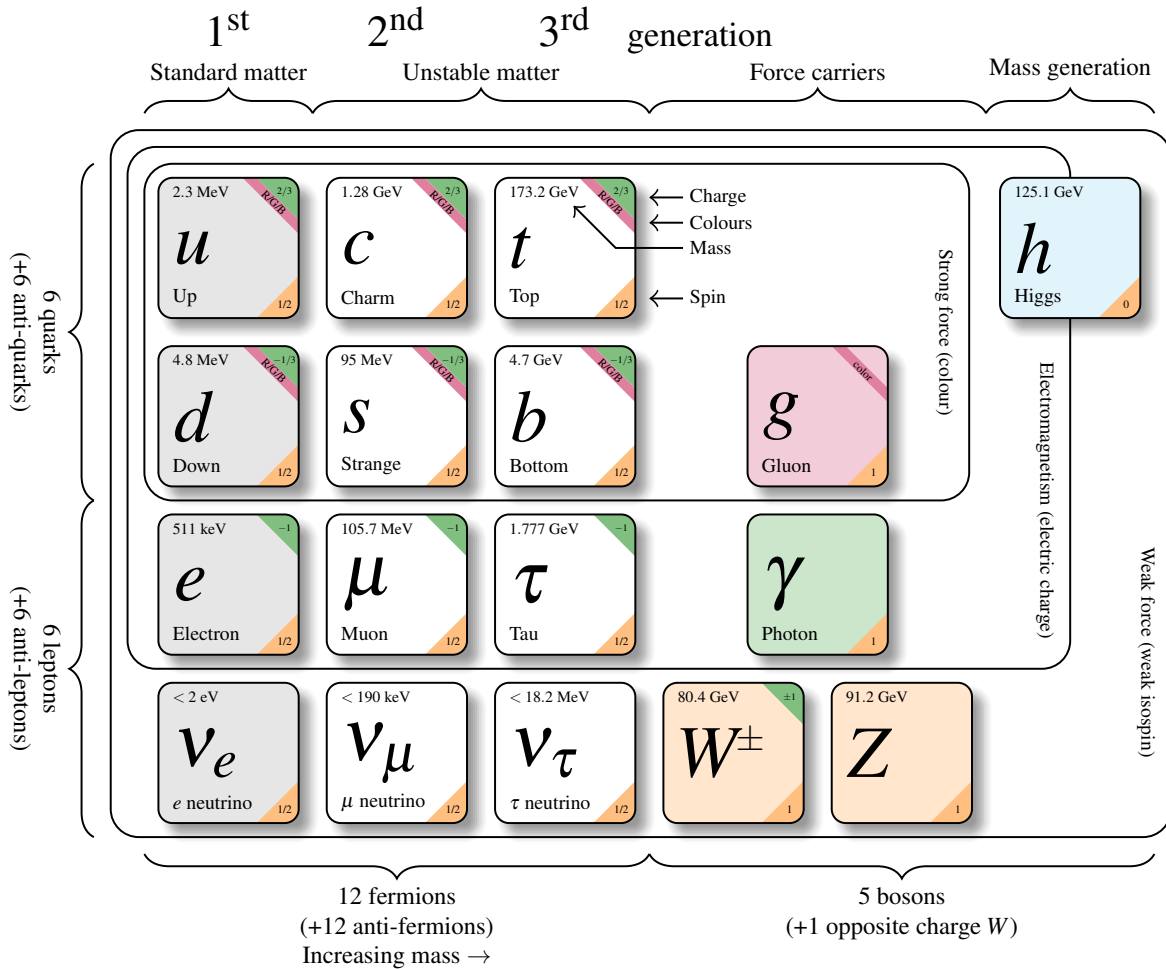 1st 2nd 3rd generation
Standard matter Unstable matter Force carriers Mass generation
6 quarks
(+6 anti-quarks)
6 leptons
(+6 anti-leptons)
2.3 MeV 2/3
R/G/B
u
Up 1/2
1.28 GeV 2/3
R/G/B
c
Charm 1/2
173.2 GeV 2/3
R/G/B
t
Top 1/2
Charge
Colours
Mass
Spin
125.1 GeV
h
Higgs 0
4.8 MeV −1/3
R/G/B
d
Down 1/2
95 MeV −1/3
R/G/B
s
Strange 1/2
4.7 GeV −1/3
R/G/B
b
Bottom 1/2
color
g
Gluon 1
Strong force (colour)
511 keV −1
e
Electron 1/2
105.7 MeV −1
μ
Muon 1/2
1.777 GeV −1
τ
Tau 1/2
γ
Photon 1
Electromagnetism (electric charge)
< 2 eV
νe
e neutrino 1/2
< 190 keV
νμ
μ neutrino 1/2
< 18.2 MeV
ντ
τ neutrino 1/2
80.4 GeV ±1
W±
1
91.2 GeV
Z
1
Weak force (weak isospin)
12 fermions
(+12 anti-fermions)
Increasing mass →
5 bosons
(+1 opposite charge W)